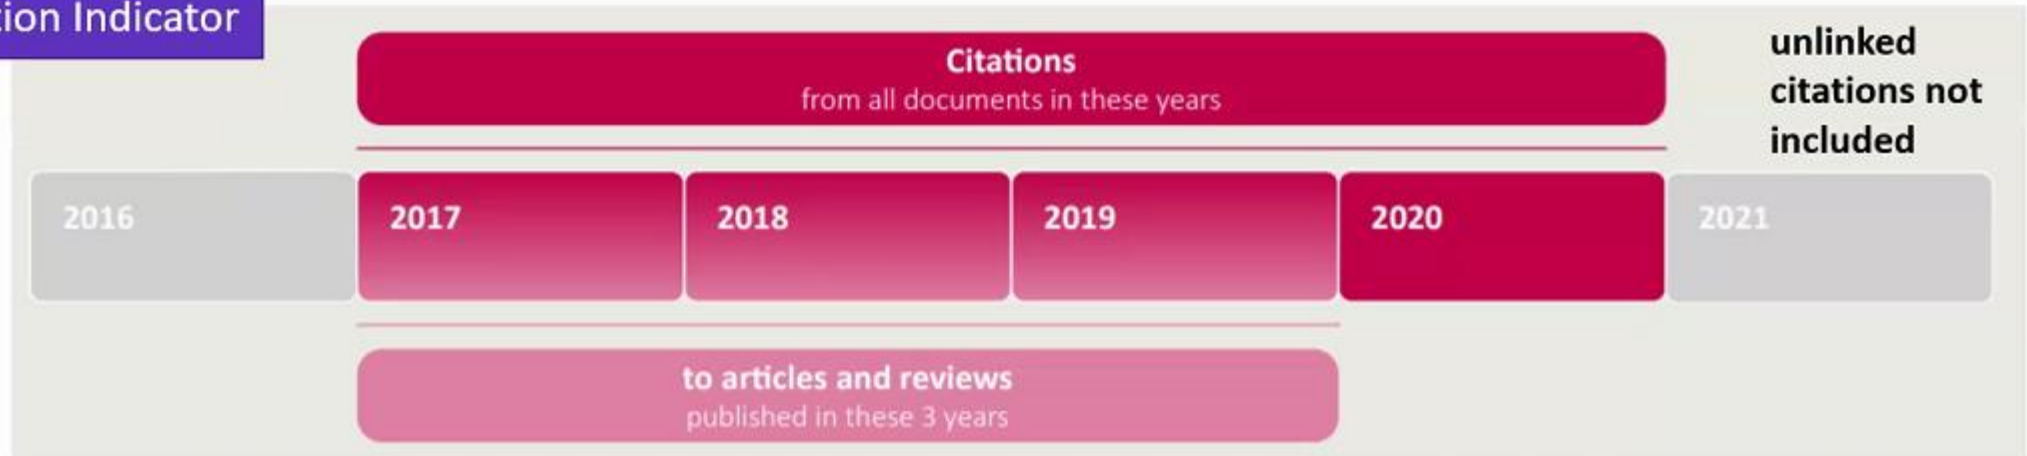 Indicator
Citations
from all documents in these years
unlinked
citations not
included
2016
2017
2018
2019
2020
2021
to articles and reviews
published in these 3 years